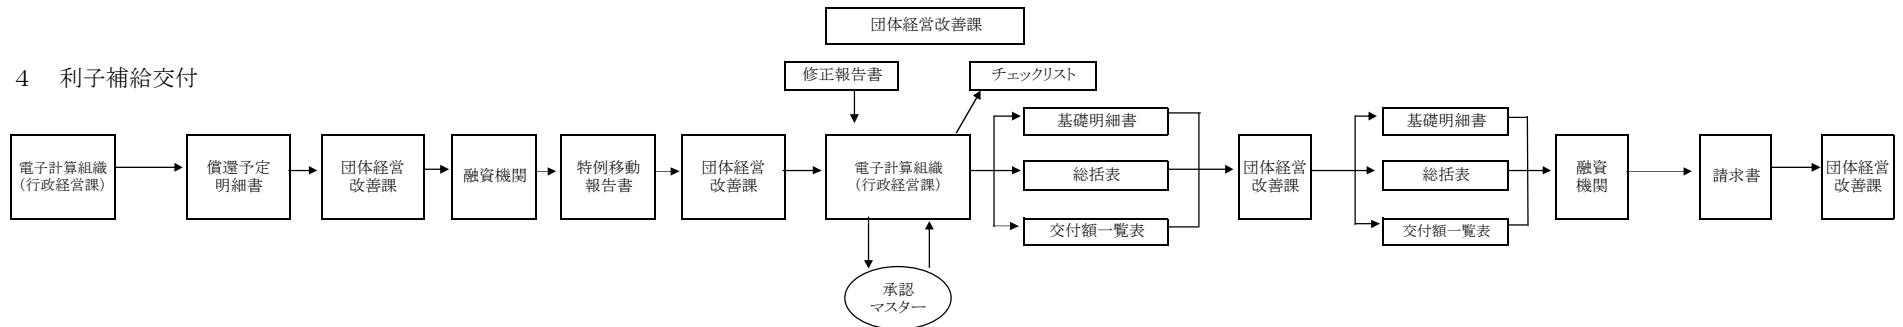 団体経営改善課
4 利子補給交付
修正報告書
チェックリスト
電子計算組織
(行政経営課)
償還予定
明細書
団体経営
改善課
融資機関
特例移動
報告書
団体経営
改善課
電子計算組織
(行政経営課)
基礎明細書
総括表
交付額一覧表
団体経営
改善課
基礎明細書
総括表
交付額一覧表
融資
機関
請求書
団体経営
改善課
承認
マスター